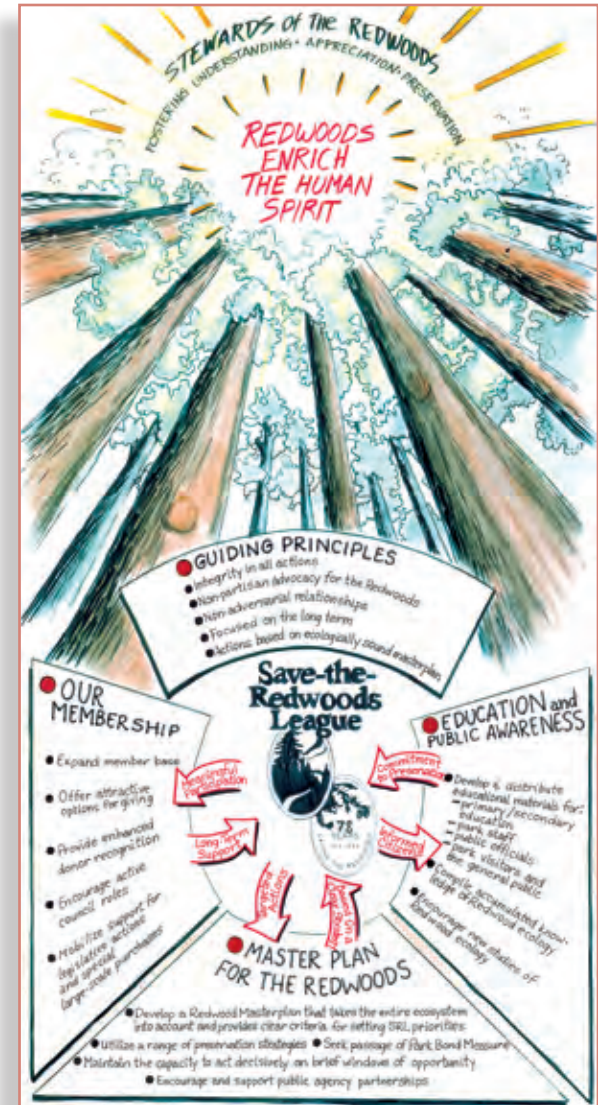 STEWARDS of the REDWOODS
FOSTERING UNDERSTANDING · APPRECIATION · PRESERVATION
REDWOODS
ENRICH
THE HUMAN
SPIRIT
GUIDING PRINCIPLES
Integrity in all actions
Non-partisan advocacy for the Redwoods
Non-adversarial relationships
Focused on the long term
Actions based on ecologically sound masterplan
Save-the-
Redwoods
League
OUR
MEMBERSHIP
Expand member base
Offer attractive
options for giving
Provide enhanced
donor recognition
Encourage active
council roles
Mobilize support for
legislative actions
and special
large-scale purchases
Meaningful
Participation
Long-Term
Support
Commitment
to Preservation
Informed
Citizenry
Actions
78
EDUCATION and
PUBLIC AWARENESS
Develop & distribute
educational materials for:
– primary/secondary
education
– park staff
– public officials
– park visitors and
the general public
Compile accumulated know-
ledge of Redwood ecology
Encourage new studies of
Redwood ecology
MASTER PLAN
FOR THE REDWOODS
Develop a Redwood Masterplan that takes the entire ecosystem
into account and provides clear criteria for setting SRL priorities
Utilize a range of preservation strategies Seek passage of Park Bond Measure
Maintain the capacity to act decisively on brief windows of opportunity
Encourage and support public agency partnerships